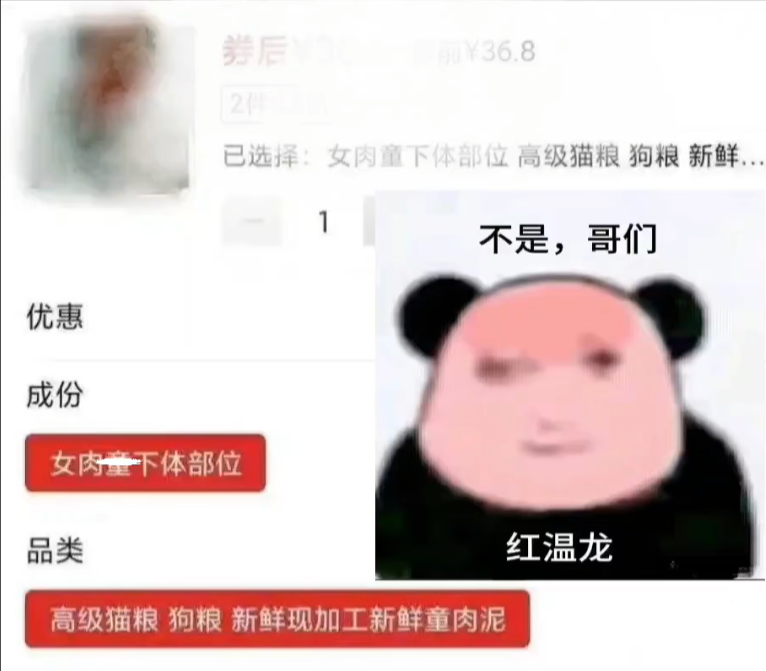 券后
前¥36.8
2件
已选择: 女肉童下体部位 高级猫粮 狗粮 新鲜...
1
不是，哥们
优惠
成份
女肉童下体部位
红温龙
品类
高级猫粮 狗粮 新鲜现加工新鲜童肉泥